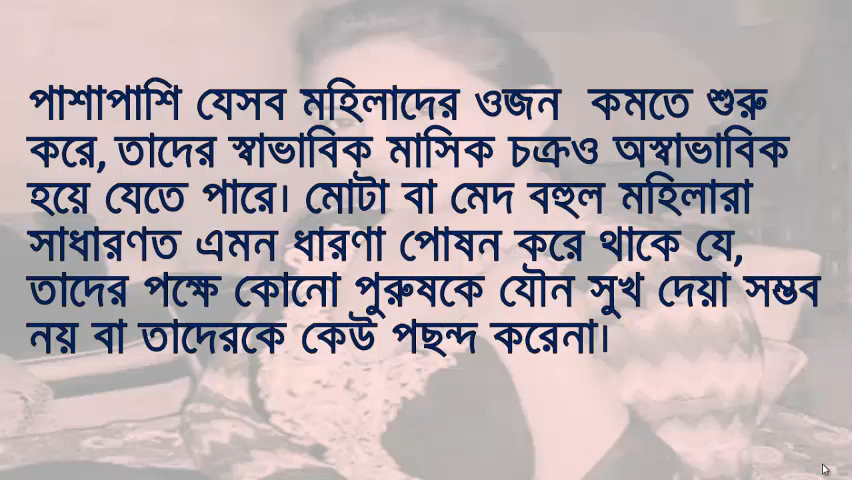 পাশাপাশি যেসব মহিলাদের ওজন কমতে শুরু
করে, তাদের স্বাভাবিক মাসিক চক্রও অস্বাভাবিক
হয়ে যেতে পারে। মোটা বা মেদ বহুল মহিলারা
সাধারণত এমন ধারণা পোষন করে থাকে যে,
তাদের পক্ষে কোনো পুরুষকে যৌন সুখ দেয়া সম্ভব
নয় বা তাদেরকে কেউ পছন্দ করেনা।